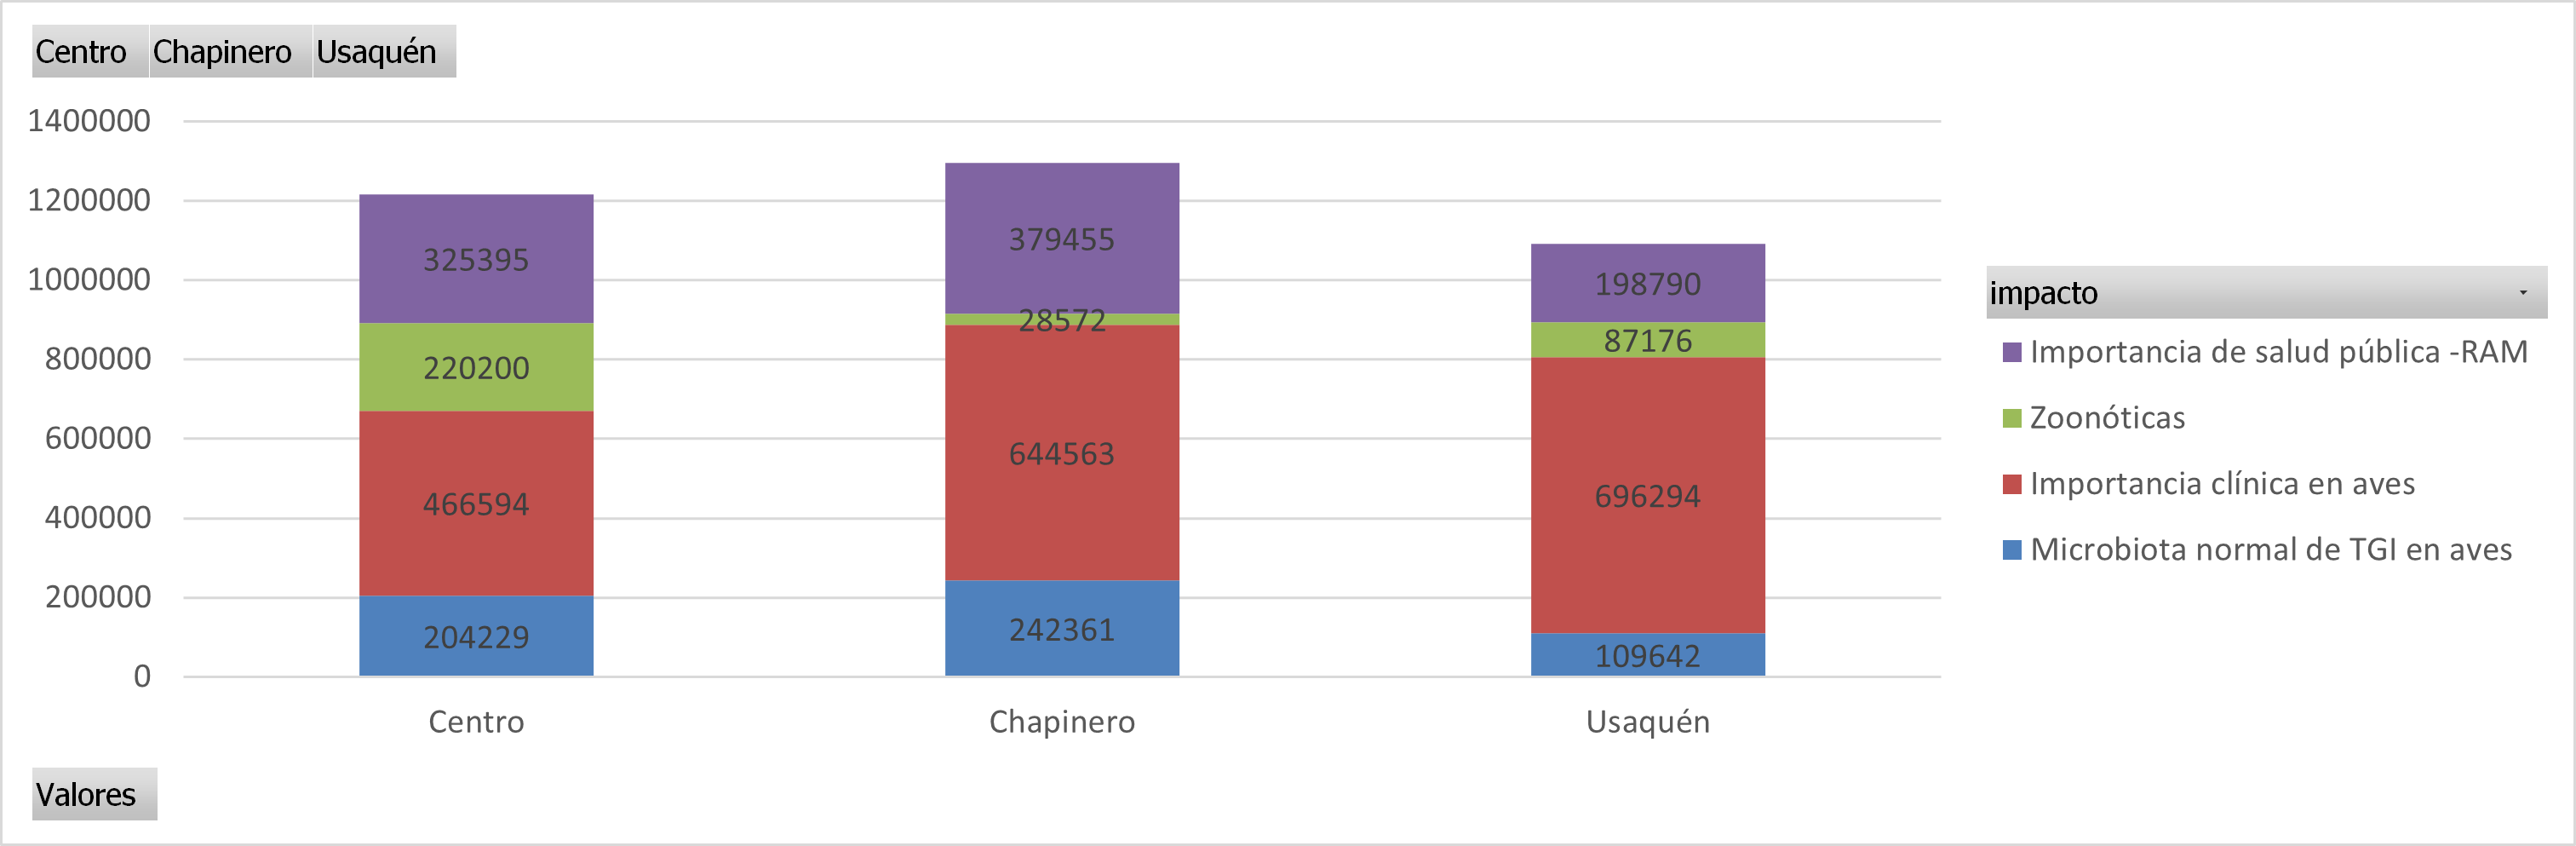 Centro Chapinero Usaquén
1400000
1200000
1000000
800000
600000
400000
200000
0
325395
220200
466594
204229
379455
28572
644563
242361
198790
87176
696294
109642
Centro Chapinero Usaquén
impacto
Importancia de salud pública -RAM
Zoonóticas
Importancia clínica en aves
Microbiota normal de TGI en aves
Valores